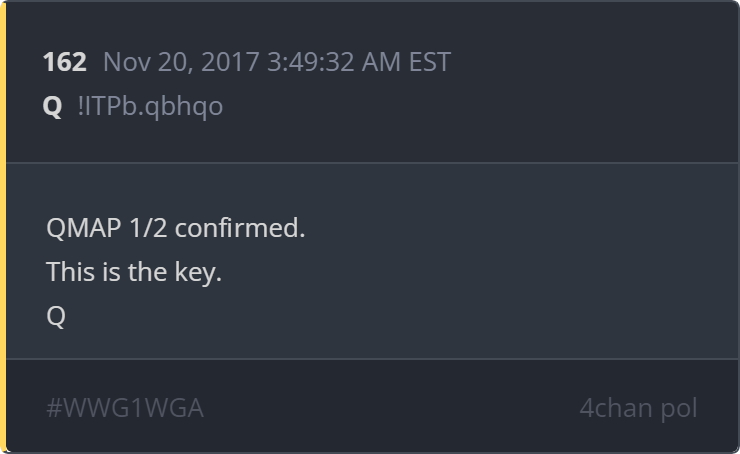 162 Nov 20, 2017 3:49:32 AM EST
Q !ITPb.qbhqo
QMAP 1/2 confirmed.
This is the key.
Q
#WWG1WGA 4chan pol